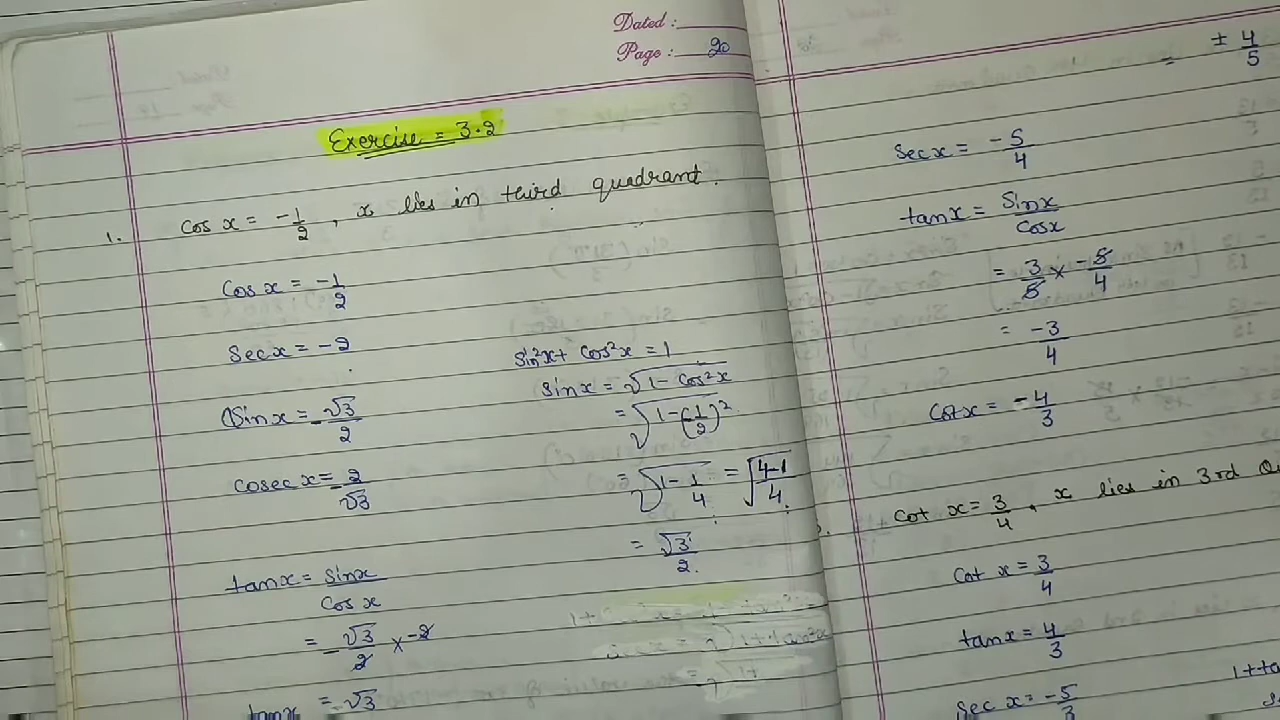 Dated :
Page : 20
Exercise = 3.2
1. cos x = -1/2 , x lies in third quadrant.
cos x = -1/2
sec x = -2
sin x = -√3/2
cosec x = -2/√3
tan x = sin x/cos x
= -√3/2 × -2
tan x = √3
sin²x + cos²x = 1
sin x = √1 - cos²x
= √1-(1/2)²
= √1-1/4 = √4-1/4
= √3/2.
= ± 4/5
sec x = -5/4
tan x = sin x/cos x
= 3/5 × -5/4
= -3/4
cot x = -4/3
cot x = 3/4, x lies in 3rd
cot x = 3/4
tan x = 4/3
sec x = -5/3
1+ta